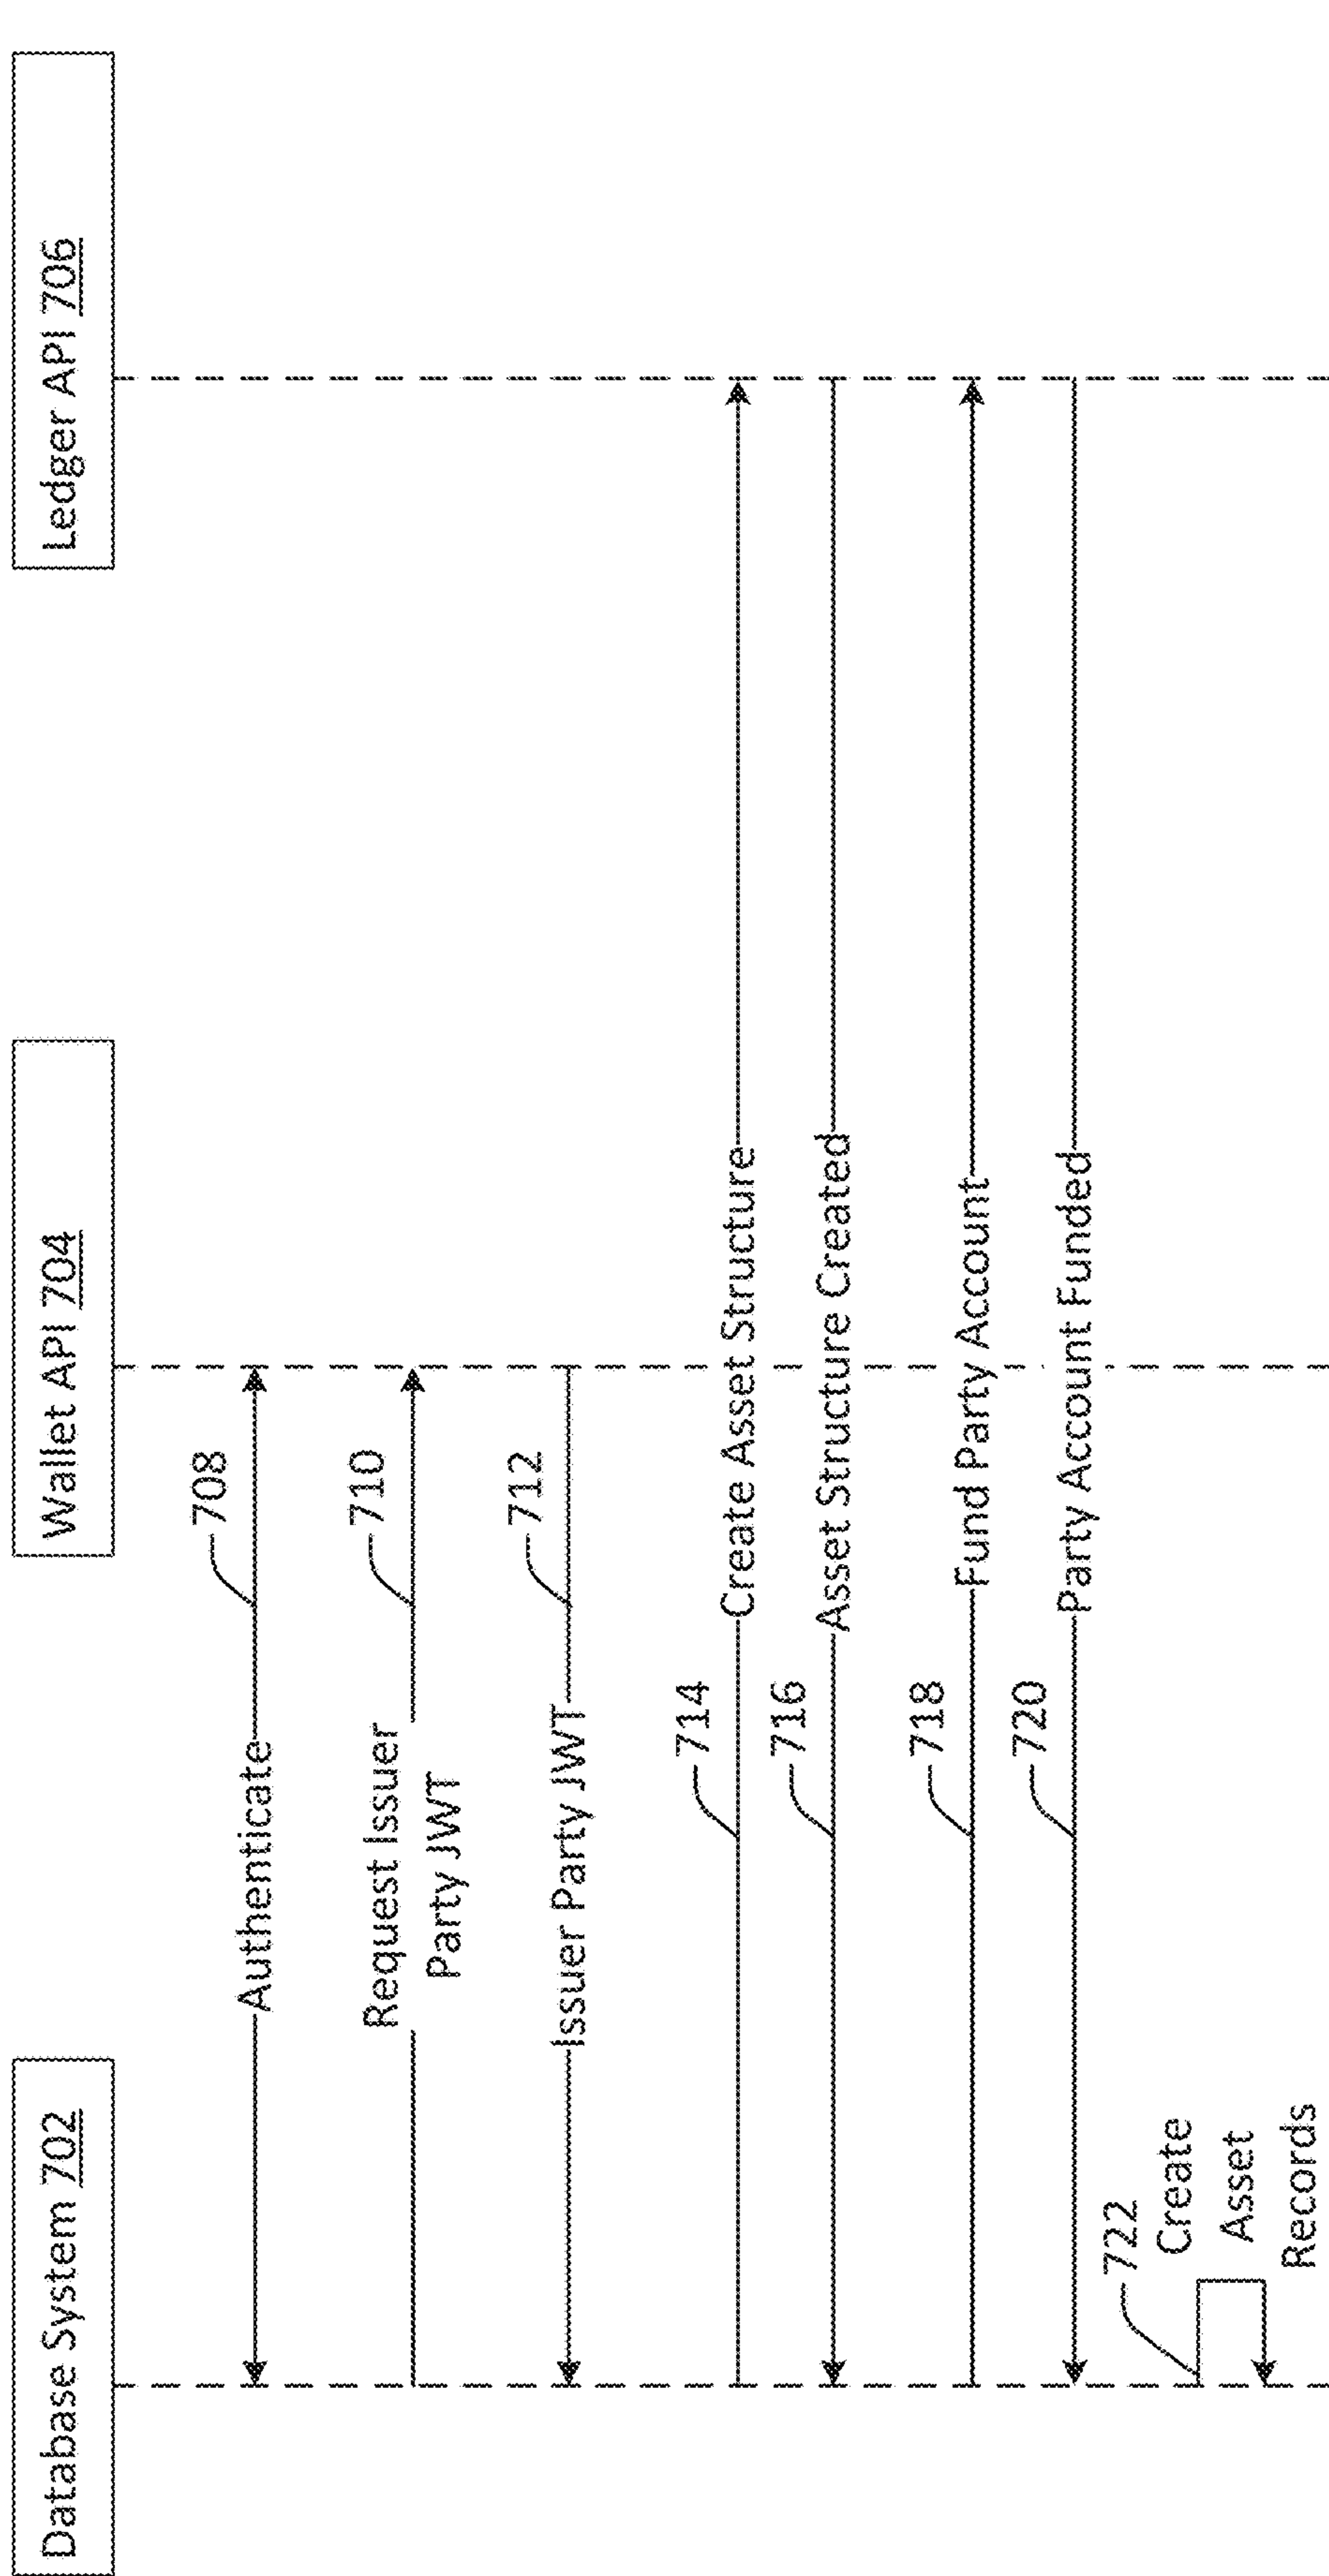 Database System 702
Wallet API 704
Ledger API 706
Authenticate
708
Request Issuer
Party JWT
710
Issuer Party JWT
712
714
Create Asset Structure
716
Asset Structure Created
718
Fund Party Account
720
Party Account Funded
722
Create
Asset
Records